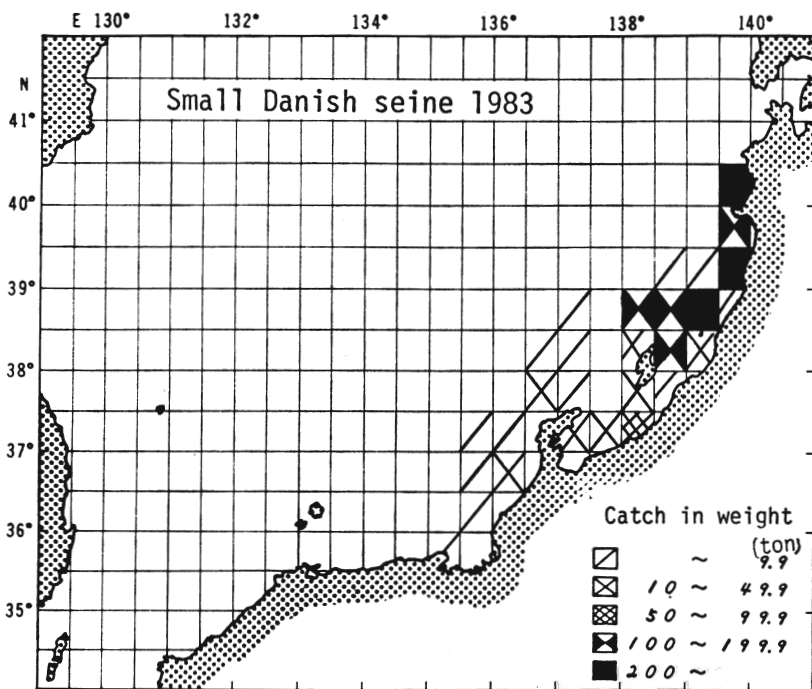 E 130° 132° 134° 136° 138° 140°
N
Small Danish seine 1983
41°
40°
39°
38°
37°
36°
35°
Catch in weight
(ton)
~ 9.9
10 ~ 49.9
50 ~ 99.9
100 ~ 199.9
200 ~